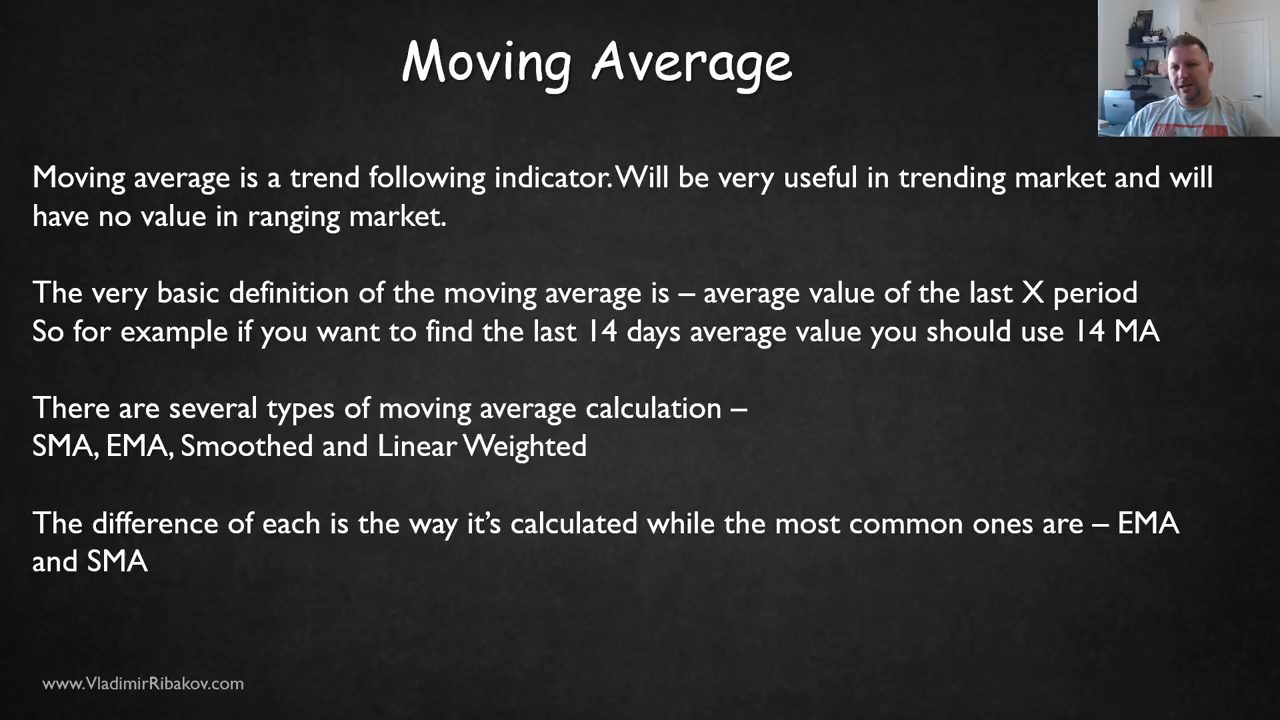 Moving Average
Moving average is a trend following indicator. Will be very useful in trending market and will
have no value in ranging market.
The very basic definition of the moving average is – average value of the last X period
So for example if you want to find the last 14 days average value you should use 14 MA
There are several types of moving average calculation –
SMA, EMA, Smoothed and Linear Weighted
The difference of each is the way it’s calculated while the most common ones are – EMA
and SMA
www.VladimirRibakov.com